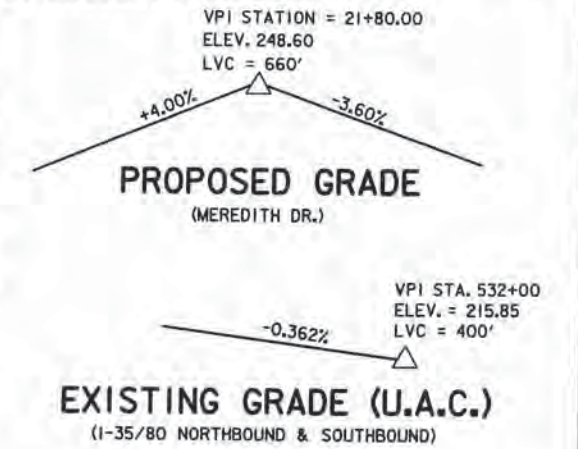 VPI STATION = 21+80.00
ELEV. 248.60
LVC = 660'
+4.00%
-3.60%
PROPOSED GRADE
(MEREDITH DR.)
VPI STA. 532+00
ELEV. = 215.85
LVC = 400'
-0.362%
EXISTING GRADE (U.A.C.)
(I-35/80 NORTHBOUND & SOUTHBOUND)